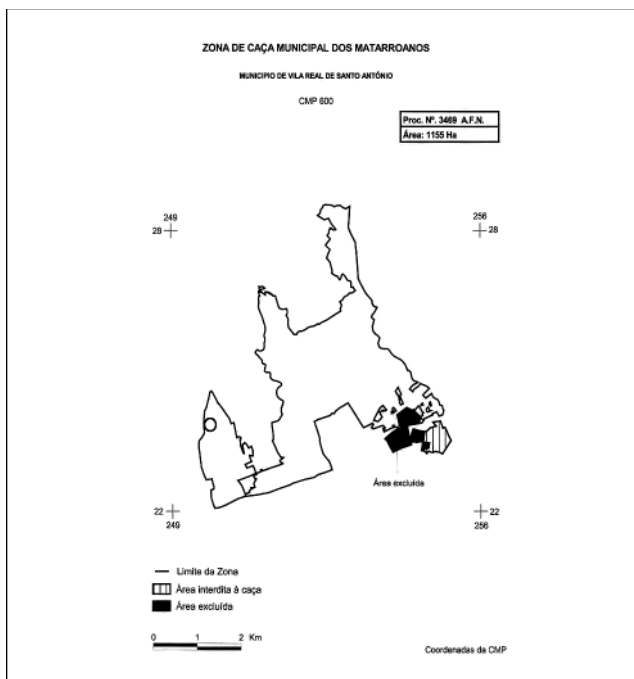 ZONA DE CAÇA MUNICIPAL DOS MATARROANOS
MUNICIPIO DE VILA REAL DE SANTO ANTÓNIO
CMP 600
Proc. Nº. 3469 A.F.N.
Área: 1155 Ha
249
28
256
28
Área excluída
22
249
22
256
Limite da Zona
Área interdita à caça
Área excluída
0 1 2 Km
Coordenadas da CMP